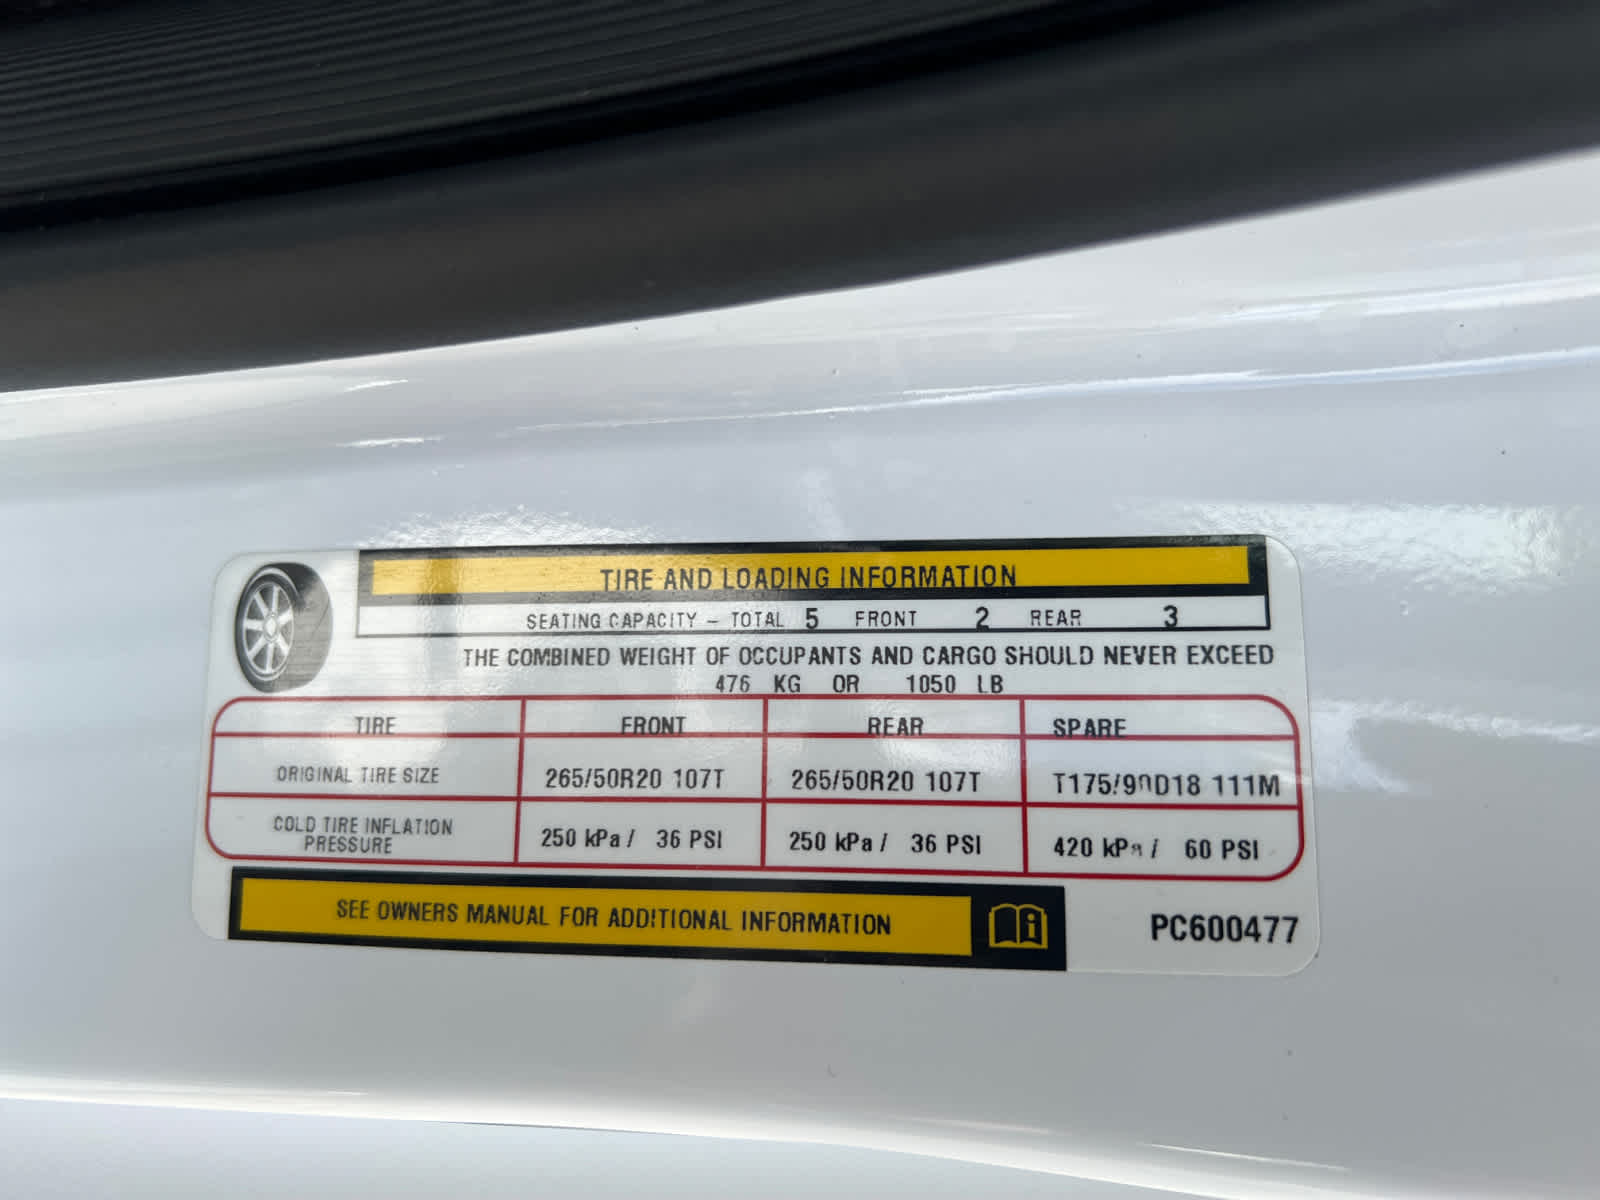 TIRE AND LOADING INFORMATION
SEATING CAPACITY – TOTAL 5 FRONT 2 REAR 3
THE COMBINED WEIGHT OF OCCUPANTS AND CARGO SHOULD NEVER EXCEED
476 KG OR 1050 LB
TIRE FRONT REAR SPARE
ORIGINAL TIRE SIZE 265/50R20 107T 265/50R20 107T T175/90D18 111M
COLD TIRE INFLATION
PRESSURE 250 kPa / 36 PSI 250 kPa / 36 PSI 420 kPa / 60 PSI
SEE OWNERS MANUAL FOR ADDITIONAL INFORMATION
PC600477